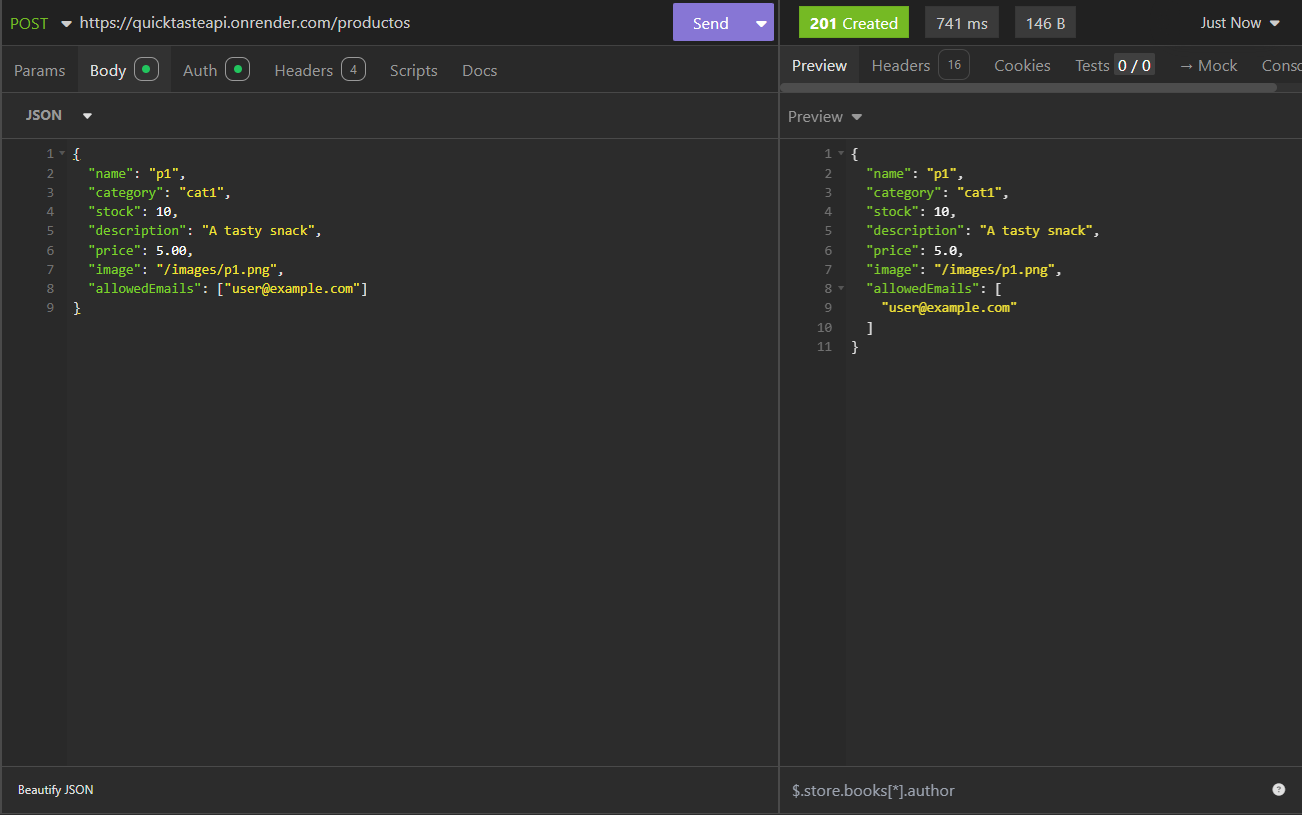 POST https://quicktasteapi.onrender.com/productos Send
Params Body Auth Headers 4 Scripts Docs
JSON
1 {
2 "name": "p1",
3 "category": "cat1",
4 "stock": 10,
5 "description": "A tasty snack",
6 "price": 5.00,
7 "image": "/images/p1.png",
8 "allowedEmails": ["user@example.com"]
9 }
Beautify JSON
201 Created 741 ms 146 B Just Now
Preview Headers 16 Cookies Tests 0 / 0 → Mock Consc
Preview
1 {
2 "name": "p1",
3 "category": "cat1",
4 "stock": 10,
5 "description": "A tasty snack",
6 "price": 5.0,
7 "image": "/images/p1.png",
8 "allowedEmails": [
9 "user@example.com"
10 ]
11 }
$.store.books[*].author ?